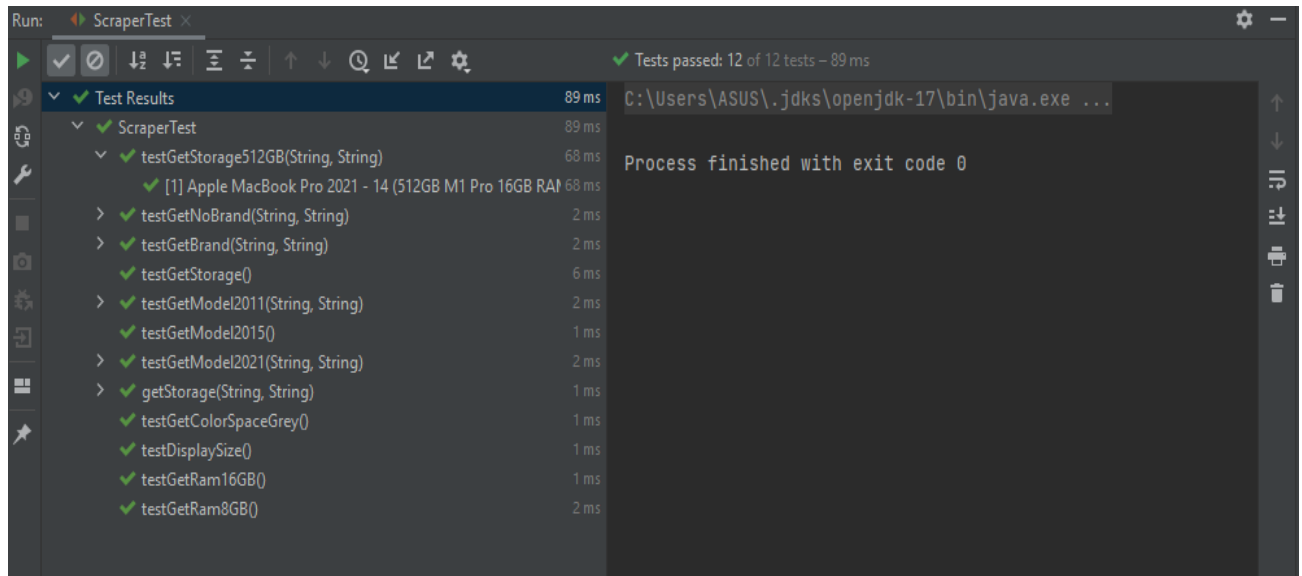 Run: ScraperTest
Tests passed: 12 of 12 tests – 89 ms
Test Results 89 ms
ScraperTest 89 ms
testGetStorage512GB(String, String) 68 ms
[1] Apple MacBook Pro 2021 - 14 (512GB M1 Pro 16GB RAM 68 ms
testGetNoBrand(String, String) 2 ms
testGetBrand(String, String) 2 ms
testGetStorage() 6 ms
testGetModel2011(String, String) 2 ms
testGetModel2015() 1 ms
testGetModel2021(String, String) 2 ms
getStorage(String, String) 1 ms
testGetColorSpaceGrey() 1 ms
testDisplaySize() 1 ms
testGetRam16GB() 1 ms
testGetRam8GB() 2 ms
C:\Users\ASUS\.jdks\openjdk-17\bin\java.exe ...
Process finished with exit code 0